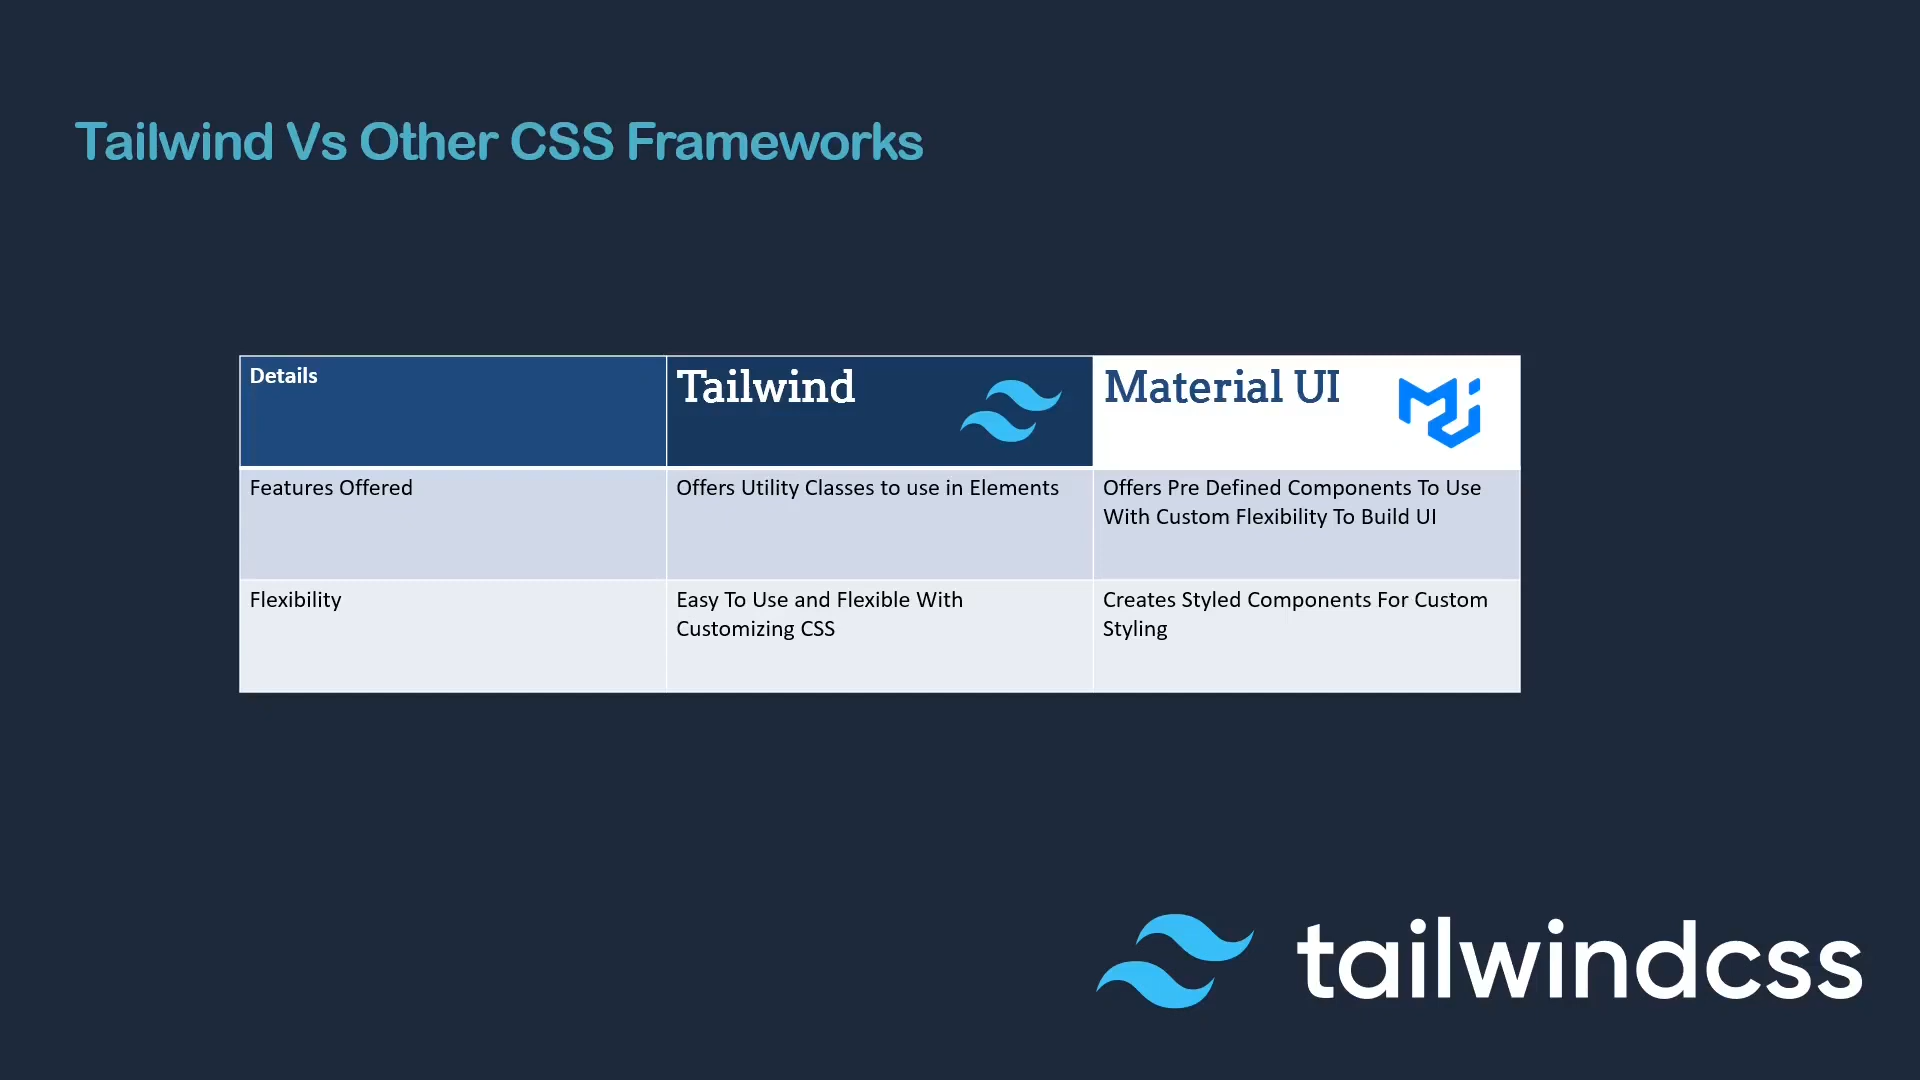 Tailwind Vs Other CSS Frameworks
Details
Tailwind
Material UI
Features Offered
Offers Utility Classes to use in Elements
Offers Pre Defined Components To Use
With Custom Flexibility To Build UI
Flexibility
Easy To Use and Flexible With
Customizing CSS
Creates Styled Components For Custom
Styling
tailwindcss